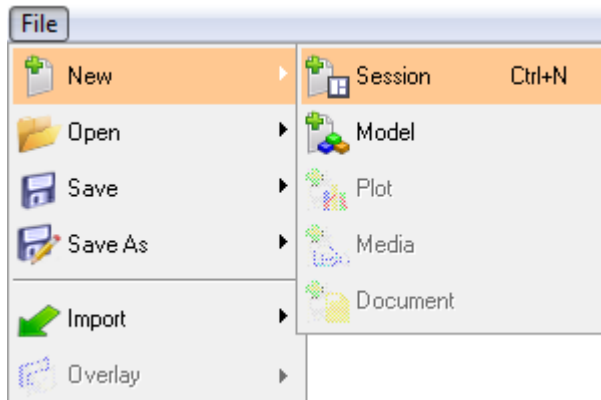 File
New
Open
Save
Save As
Import
Overlay
Session Ctrl+N
Model
Plot
Media
Document